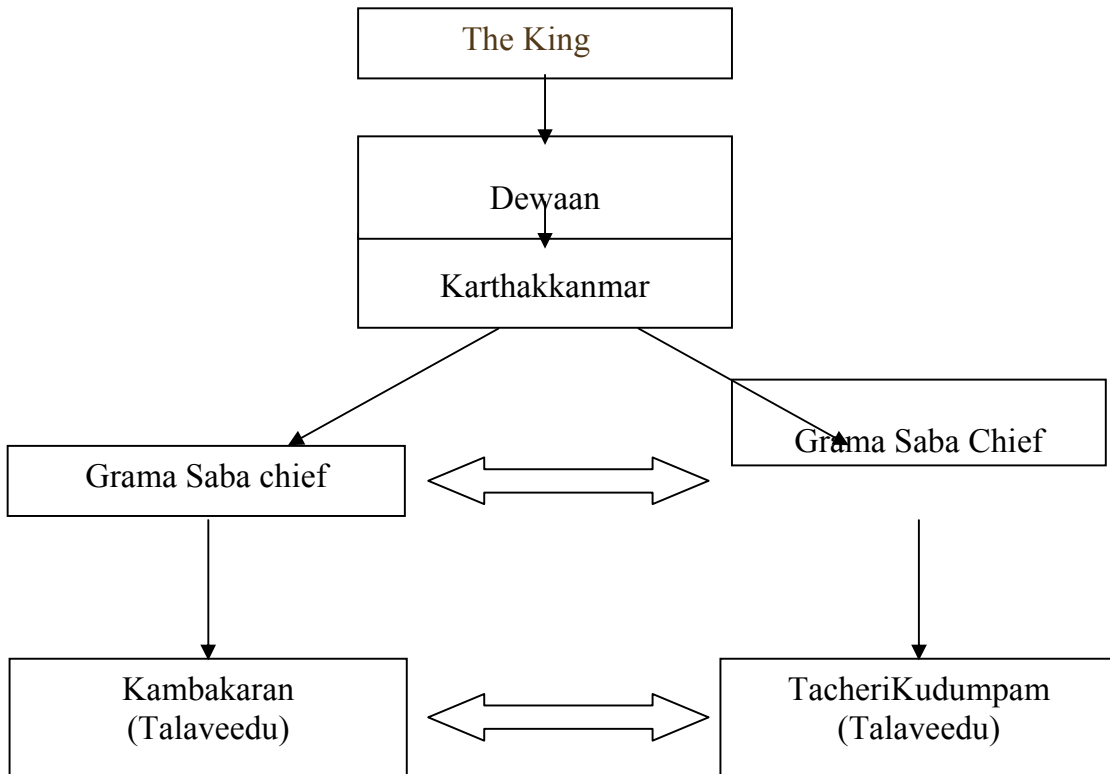 The King
Dewaan
Karthakkanmar
Grama Saba Chief
Grama Saba chief
Kambakaran
(Talaveedu)
TacheriKudumpam
(Talaveedu)